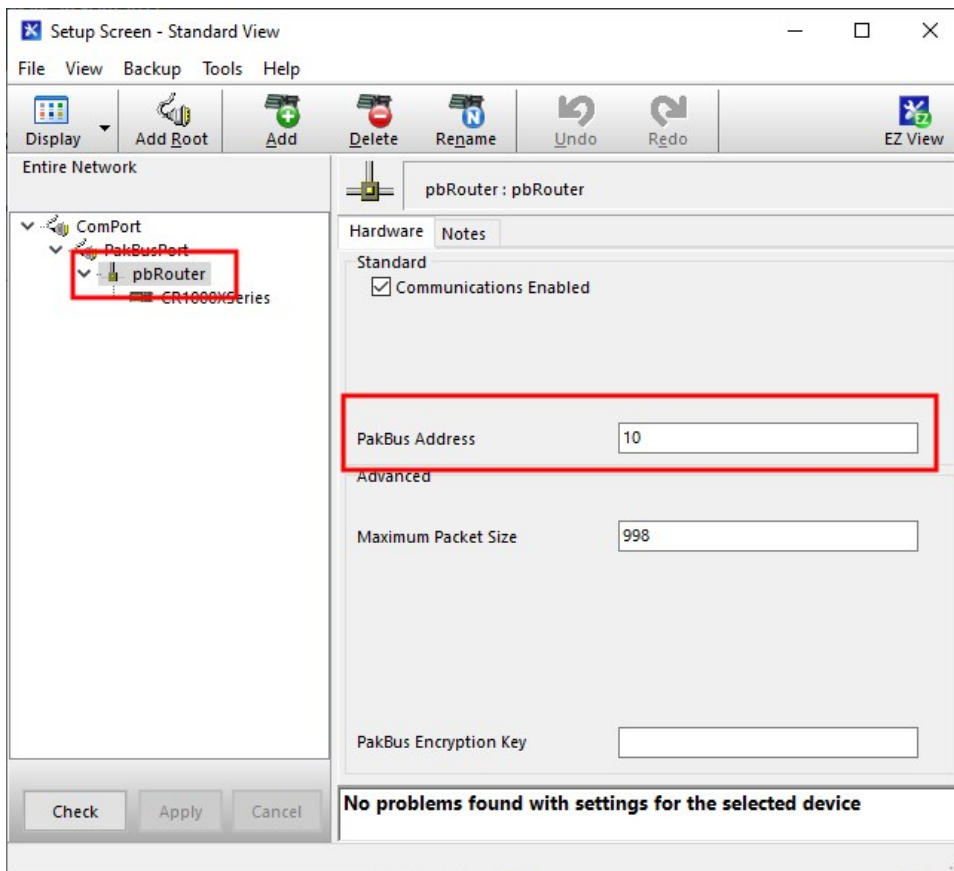 Setup Screen - Standard View
File View Backup Tools Help
Display Add Root Add Delete Rename Undo Redo EZ View
Entire Network
pbRouter : pbRouter
ComPort
PakBusPort
pbRouter
CR1000XSeries
Hardware Notes
Standard
Communications Enabled
PakBus Address 10
Advanced
Maximum Packet Size 998
PakBus Encryption Key
Check Apply Cancel
No problems found with settings for the selected device